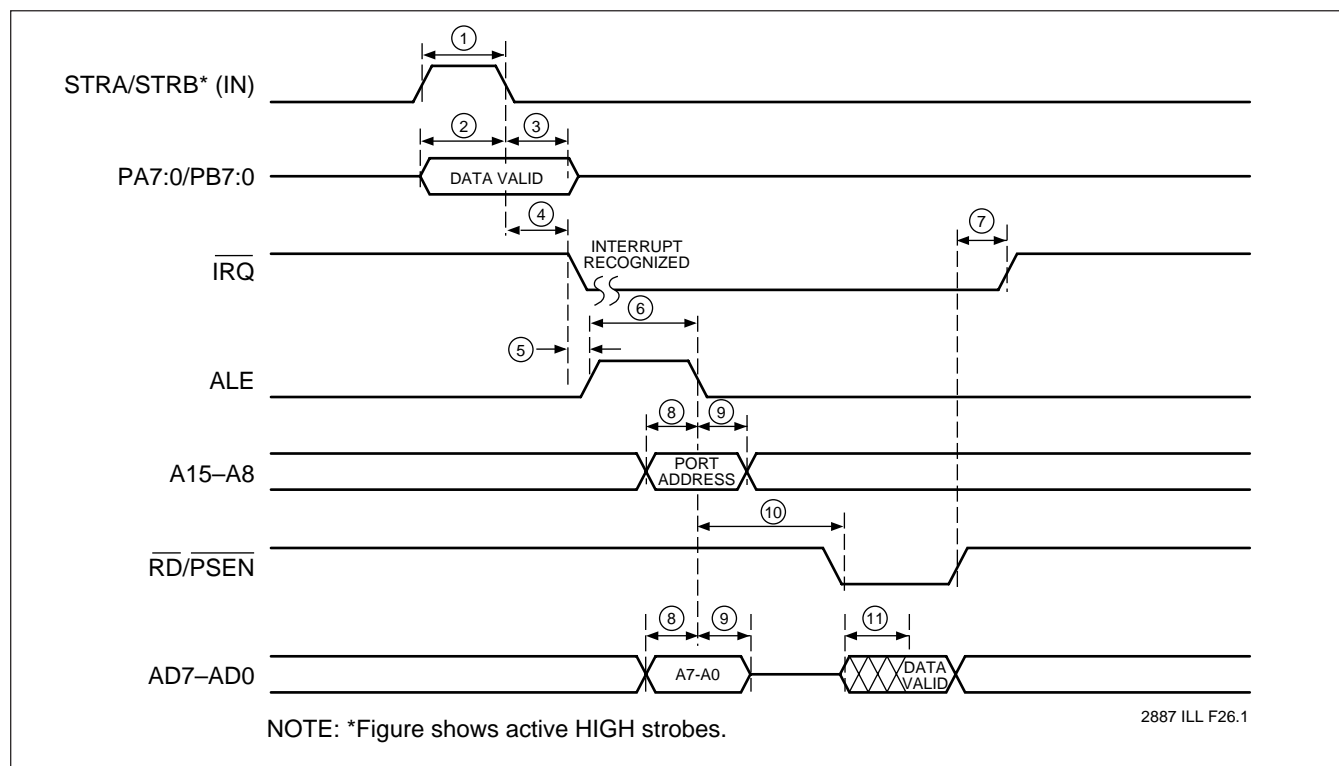 ①
STRA/STRB* (IN)
② ③
PA7:0/PB7:0
DATA VALID
④
⑦
IRQ
INTERRUPT
RECOGNIZED
⑥
⑤
ALE
⑧ ⑨
A15–A8
PORT
ADDRESS
⑩
RD/PSEN
⑧ ⑨ ⑪
AD7–AD0
A7-A0
DATA
VALID
NOTE: *Figure shows active HIGH strobes.
2887 ILL F26.1